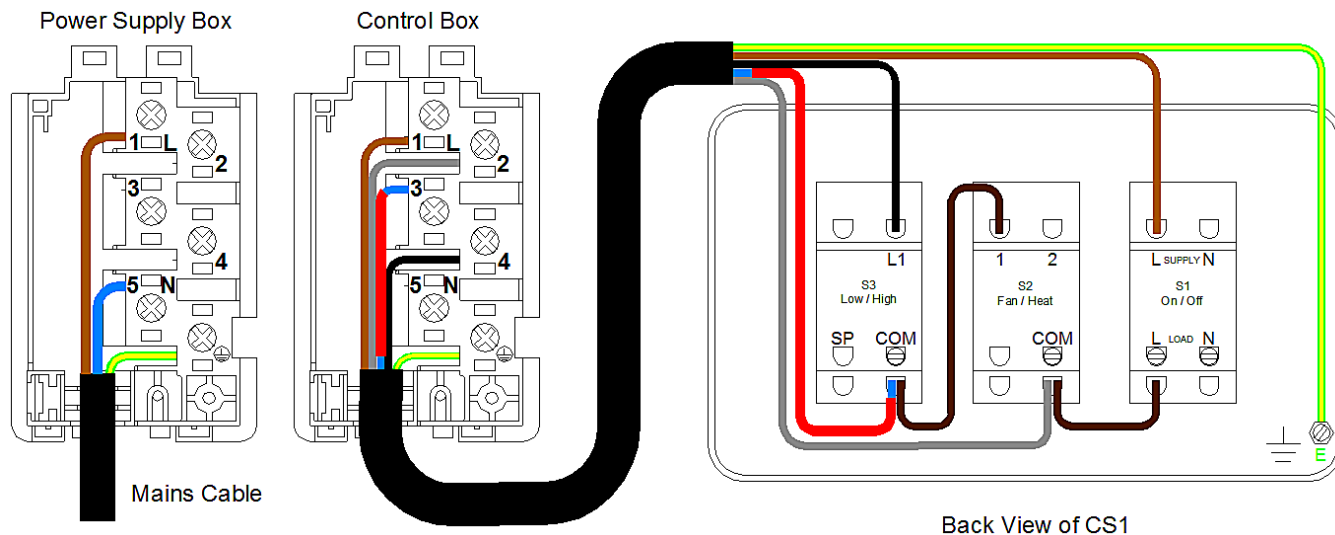 Power Supply Box
Control Box
1 L
2
3
4
5 N
1 L
2
3
4
5 N
L1
S3
Low / High
SP COM
1 2
S2
Fan / Heat
COM
L SUPPLY N
S1
On / Off
L LOAD N
E
Mains Cable
Back View of CS1